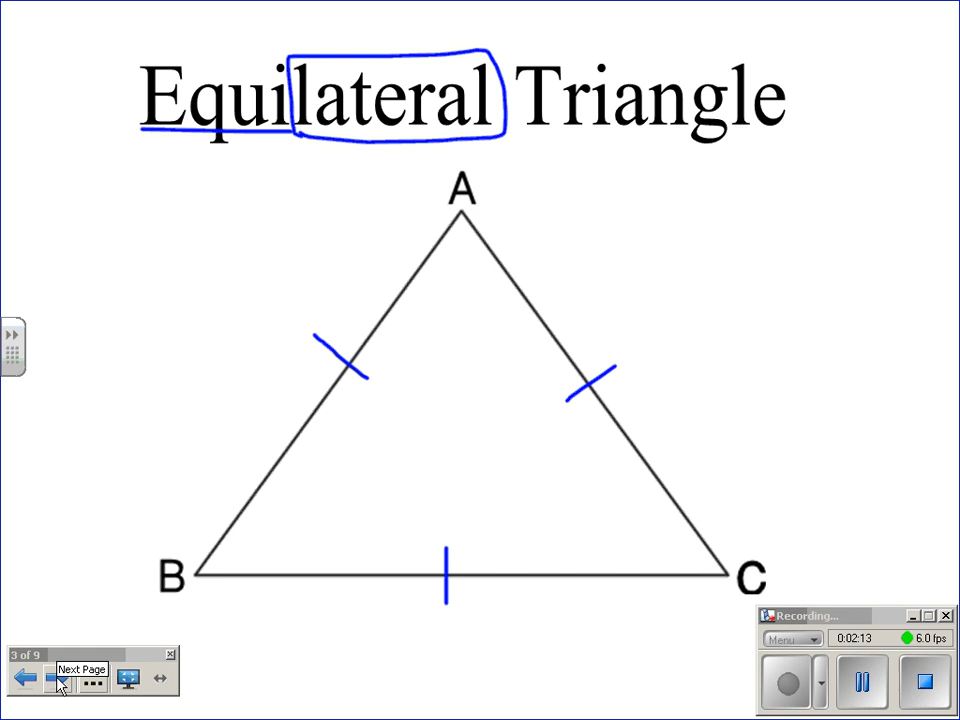 Equilateral Triangle
A
B
C
3 of 9
Next Page
Recording...
Menu
0:02:13
6.0 fps